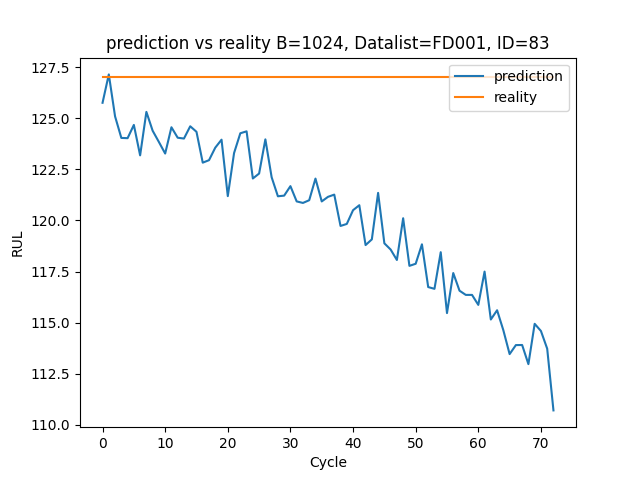 prediction vs reality B=1024, Datalist=FD001, ID=83
127.5
125.0
122.5
120.0
117.5
115.0
112.5
110.0
RUL
prediction
reality
0 10 20 30 40 50 60 70
Cycle